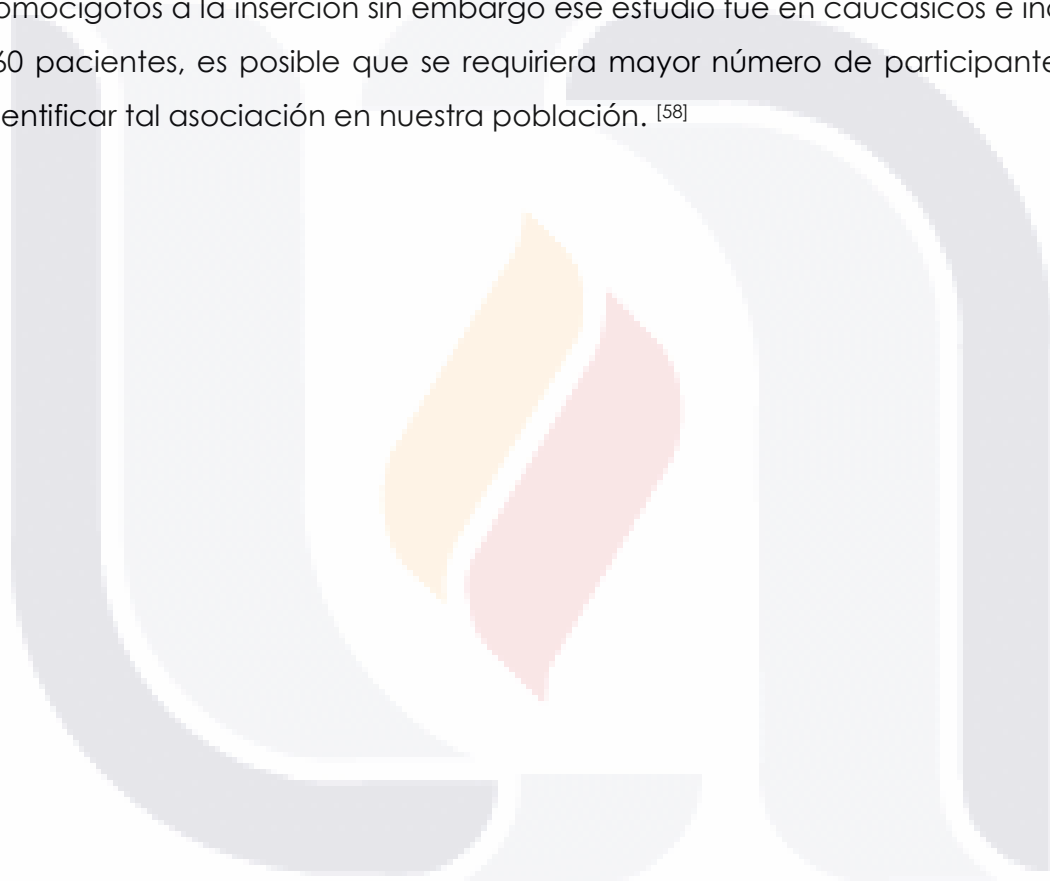 omocigotos a la inserción sin embargo ese estudio fue en caucásicos e inc
60 pacientes, es posible que se requiriera mayor número de participante
entificar tal asociación en nuestra población. [58]